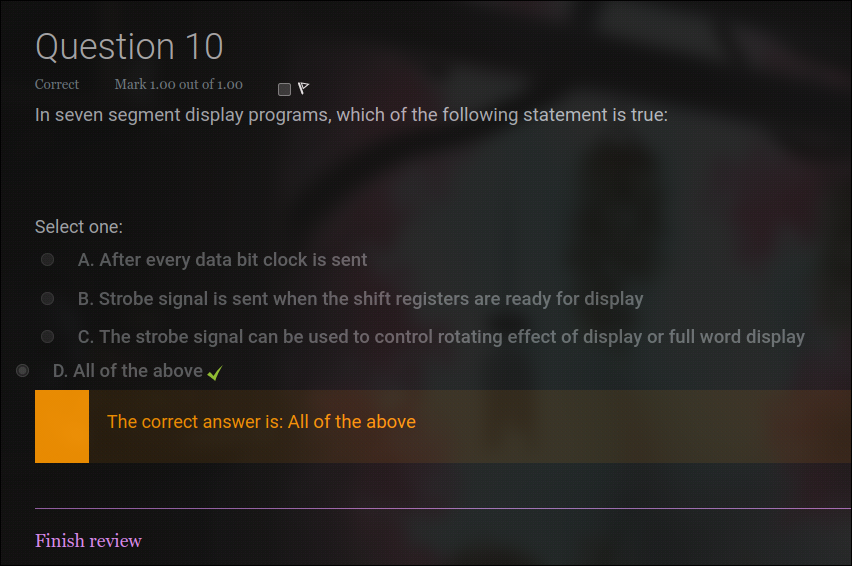 Question 10
Correct Mark 1.00 out of 1.00
In seven segment display programs, which of the following statement is true:
Select one:
A. After every data bit clock is sent
B. Strobe signal is sent when the shift registers are ready for display
C. The strobe signal can be used to control rotating effect of display or full word display
D. All of the above
The correct answer is: All of the above
Finish review